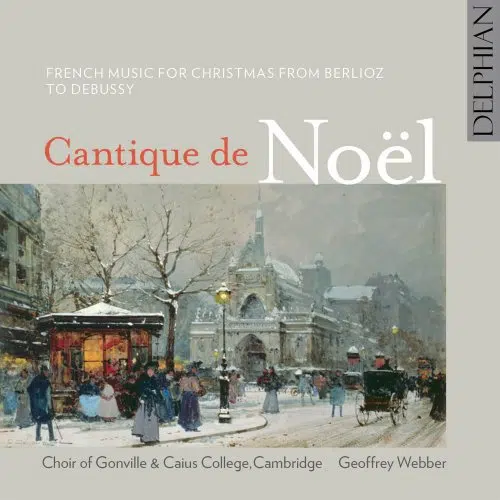 DELPHIAN
FRENCH MUSIC FOR CHRISTMAS FROM BERLIOZ
TO DEBUSSY
Cantique de Noël
Choir of Gonville & Caius College, Cambridge Geoffrey Webber